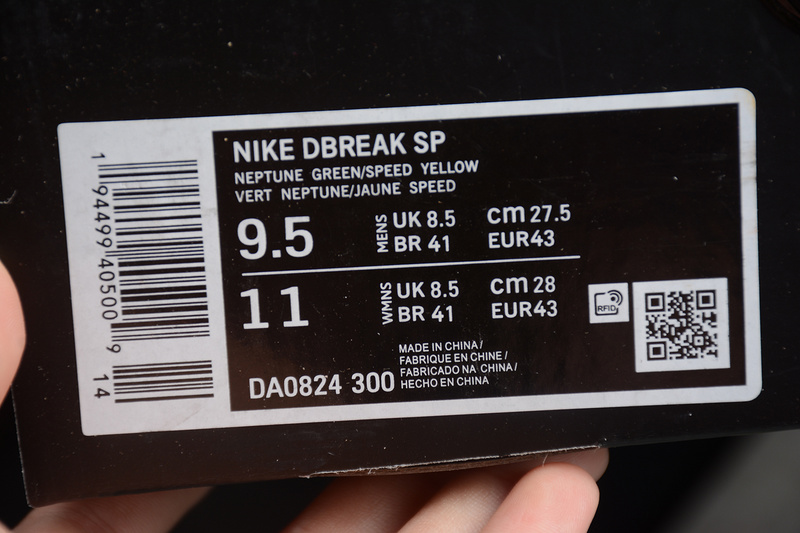 NIKE DBREAK SP
NEPTUNE GREEN/SPEED YELLOW
VERT NEPTUNE/JAUNE SPEED
9.5 MENS UK 8.5 cm 27.5
BR 41 EUR43
11 WMNS UK 8.5 cm 28
BR 41 EUR43
RFID
MADE IN CHINA/
FABRIQUE EN CHINE/
FABRICADO NA CHINA/
HECHO EN CHINA
DA0824 300
1 94499 40500 9 14